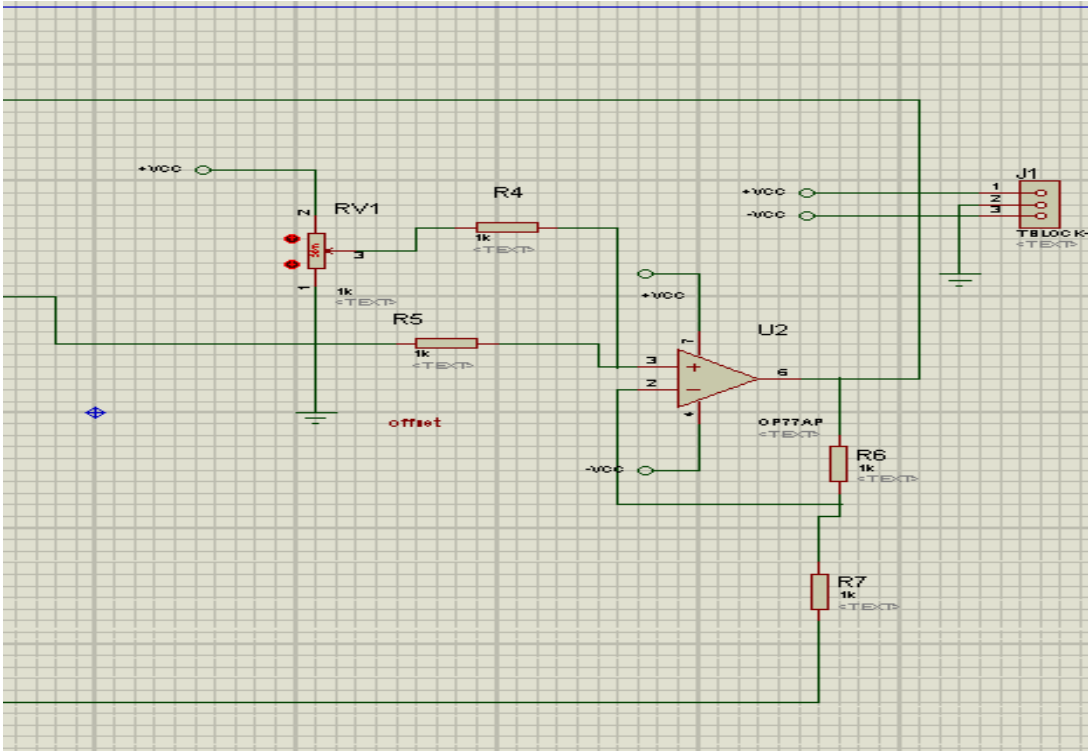 +VCC
2
RV1
3
1
1k
<TEXT>
R4
1k
<TEXT>
R5
1k
<TEXT>
offset
+VCC
-VCC
J1
1
2
3
TBLOCK-
<TEXT>
+VCC
7
U2
3
2
6
4
OP77AP
<TEXT>
-VCC
R6
1k
<TEXT>
R7
1k
<TEXT>